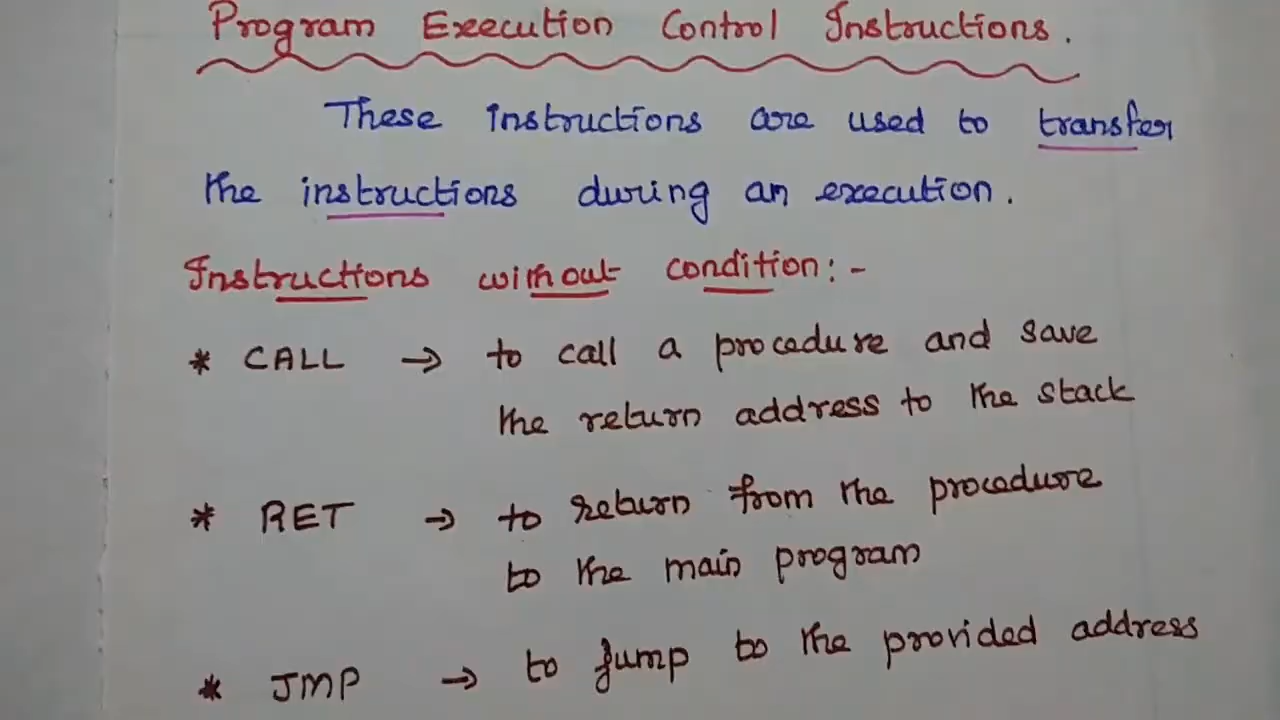 Program Execution Control Instructions.
These instructions are used to transfer
the instructions during an execution.
Instructions without condition:-
* CALL → to call a procedure and save
the return address to the stack
* RET → to return from the procedure
to the main program
* JMP → to jump to the provided address